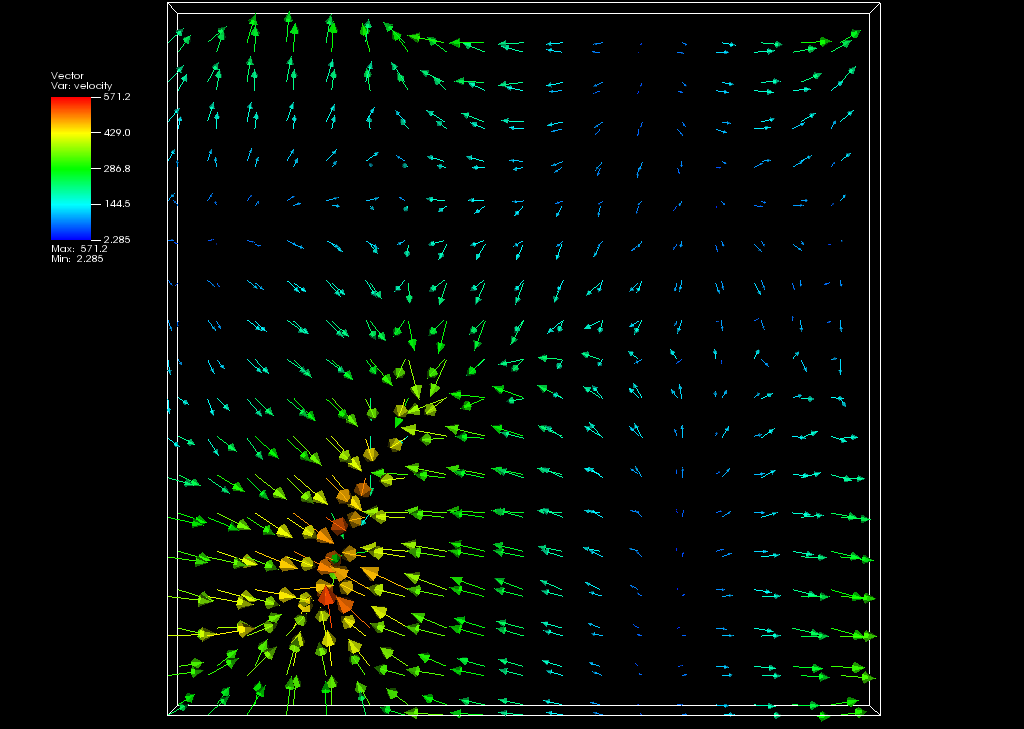 Vector
Var: velocity
571.2
429.0
286.8
144.5
2.285
Max: 571.2
Min: 2.285